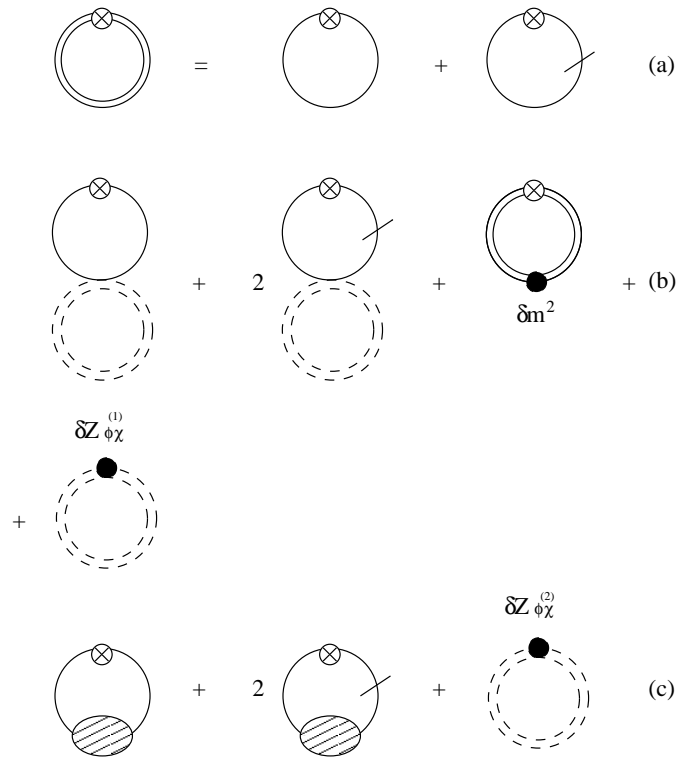 = + (a)
+ 2 + + (b)
δm²
δZ ϕχ ⁽¹⁾
+
δZ ϕχ ⁽²⁾
+ 2 + (c)